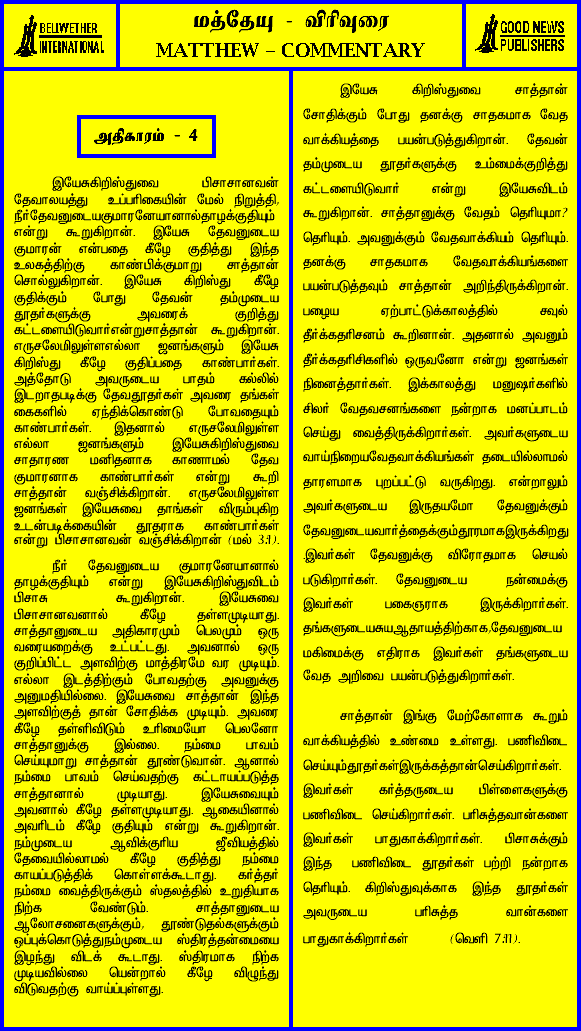 BELWETHER
INTERNATIONAL
மத்தேயு - விரிவுரை
MATTHEW – COMMENTARY
GOOD NEWS
PUBLISHERS
அதிகாரம் - 4
இயேசுகிறிஸ்துவை பிசாசானவன்
தேவாலயத்து உப்பரிகையின் மேல் நிறுத்தி,
நீர்தேவனுடையகுமாரனேயானால்தாழக்குதியும்
என்று கூறுகிறான். இயேசு தேவனுடைய
குமாரன் என்பதை கீழே குதித்து இந்த
உலகத்திற்கு காண்பிக்குமாறு சாத்தான்
சொல்லுகிறான். இயேசு கிறிஸ்து கீழே
குதிக்கும் போது தேவன் தம்முடைய
தூதர்களுக்கு அவரைக் குறித்து
கட்டளையிடுவார்என்றுசாத்தான் கூறுகிறான்.
எருசலேமிலுள்ளஎல்லா ஜனங்களும் இயேசு
கிறிஸ்து கீழே குதிப்பதை காண்பார்கள்.
அத்தோடு அவருடைய பாதம் கல்லில்
இடறாதபடிக்கு தேவதூதர்கள் அவரை தங்கள்
கைகளில் ஏந்திக்கொண்டு போவதையும்
காண்பார்கள். இதனால் எருசலேமிலுள்ள
எல்லா ஜனங்களும் இயேசுகிறிஸ்துவை
சாதாரண மனிதனாக காணாமல் தேவ
குமாரனாக காண்பார்கள் என்று கூறி
சாத்தான் வஞ்சிக்கிறான். எருசலேமிலுள்ள
ஜனங்கள் இயேசுவை தாங்கள் விரும்புகிற
உடன்படிக்கையின் தூதராக காண்பார்கள்
என்று பிசாசானவன் வஞ்சிக்கிறான் (மல் 3:1).
நீர் தேவனுடைய குமாரனேயானால்
தாழக்குதியும் என்று இயேசுகிறிஸ்துவிடம்
பிசாசு கூறுகிறான். இயேசுவை
பிசாசானவனால் கீழே தள்ளமுடியாது.
சாத்தானுடைய அதிகாரமும் பெலமும் ஒரு
வரையறைக்கு உட்பட்டது. அவனால் ஒரு
குறிப்பிட்ட அளவிற்கு மாத்திரமே வர முடியும்.
எல்லா இடத்திற்கும் போவதற்கு அவனுக்கு
அனுமதியில்லை. இயேசுவை சாத்தான் இந்த
அளவிற்குத் தான் சோதிக்க முடியும். அவரை
கீழே தள்ளிவிடும் உரிமையோ பெலனோ
சாத்தானுக்கு இல்லை. நம்மை பாவம்
செய்யுமாறு சாத்தான் தூண்டுவான். ஆனால்
நம்மை பாவம் செய்வதற்கு கட்டாயப்படுத்த
சாத்தானால் முடியாது. இயேசுவையும்
அவனால் கீழே தள்ளமுடியாது. ஆகையினால்
அவரிடம் கீழே குதியும் என்று கூறுகிறான்.
நம்முடைய ஆவிக்குரிய ஜீவியத்தில்
தேவையில்லாமல் கீழே குதித்து நம்மை
காயப்படுத்திக் கொள்ளக்கூடாது. கர்த்தர்
நம்மை வைத்திருக்கும் ஸ்தலத்தில் உறுதியாக
நிற்க வேண்டும். சாத்தானுடைய
ஆலோசனைகளுக்கும், தூண்டுதல்களுக்கும்
ஒப்புக்கொடுத்துநம்முடைய ஸ்திரத்தன்மையை
இழந்து விடக் கூடாது. ஸ்திரமாக நிற்க
முடியவில்லை யென்றால் கீழே விழுந்து
விடுவதற்கு வாய்ப்புள்ளது.
இயேசு கிறிஸ்துவை சாத்தான்
சோதிக்கும் போது தனக்கு சாதகமாக வேத
வாக்கியத்தை பயன்படுத்துகிறான். தேவன்
தம்முடைய தூதர்களுக்கு உம்மைக்குறித்து
கட்டளையிடுவார் என்று இயேசுவிடம்
கூறுகிறான். சாத்தானுக்கு வேதம் தெரியுமா?
தெரியும். அவனுக்கும் வேதவாக்கியம் தெரியும்.
தனக்கு சாதகமாக வேதவாக்கியங்களை
பயன்படுத்தவும் சாத்தான் அறிந்திருக்கிறான்.
பழைய ஏற்பாட்டுக்காலத்தில் சவுல்
தீர்க்கதரிசனம் கூறினான். அதனால் அவனும்
தீர்க்கதரிசிகளில் ஒருவனோ என்று ஜனங்கள்
நினைத்தார்கள். இக்காலத்து மனுஷர்களில்
சிலர் வேதவசனங்களை நன்றாக மனப்பாடம்
செய்து வைத்திருக்கிறார்கள். அவர்களுடைய
வாய்நிறையவேதவாக்கியங்கள் தடையில்லாமல்
தாரளமாக புறப்பட்டு வருகிறது. என்றாலும்
அவர்களுடைய இருதயமோ தேவனுக்கும்
தேவனுடையவார்த்தைக்கும்தூரமாகஇருக்கிறது
.இவர்கள் தேவனுக்கு விரோதமாக செயல்
படுகிறார்கள். தேவனுடைய நன்மைக்கு
இவர்கள் பகைஞராக இருக்கிறார்கள்.
தங்களுடையசுயஆதாயத்திற்காக,தேவனுடைய
மகிமைக்கு எதிராக இவர்கள் தங்களுடைய
வேத அறிவை பயன்படுத்துகிறார்கள்.
சாத்தான் இங்கு மேற்கோளாக கூறும்
வாக்கியத்தில் உண்மை உள்ளது. பணிவிடை
செய்யும்தூதர்கள்இருக்கத்தான்செய்கிறார்கள்.
இவர்கள் கர்த்தருடைய பிள்ளைகளுக்கு
பணிவிடை செய்கிறார்கள். பரிசுத்தவான்களை
இவர்கள் பாதுகாக்கிறார்கள். பிசாசுக்கும்
இந்த பணிவிடை தூதர்கள் பற்றி நன்றாக
தெரியும். கிறிஸ்துவுக்காக இந்த தூதர்கள்
அவருடைய பரிசுத்த வான்களை
பாதுகாக்கிறார்கள் (வெளி 7:11).